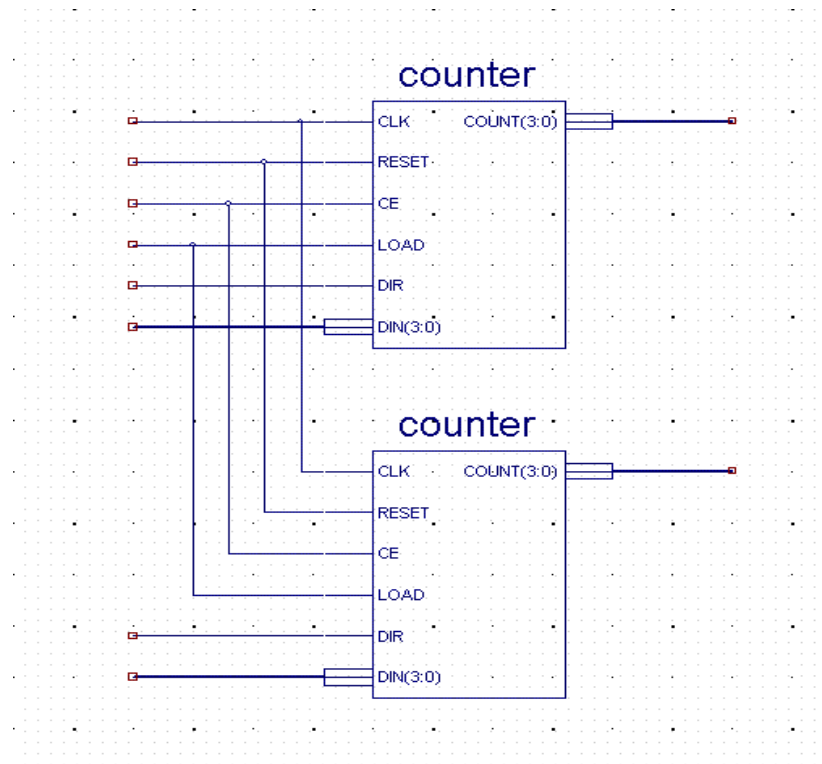 counter
CLK COUNT(3:0)
RESET
CE
LOAD
DIR
DIN(3:0)
counter
CLK COUNT(3:0)
RESET
CE
LOAD
DIR
DIN(3:0)